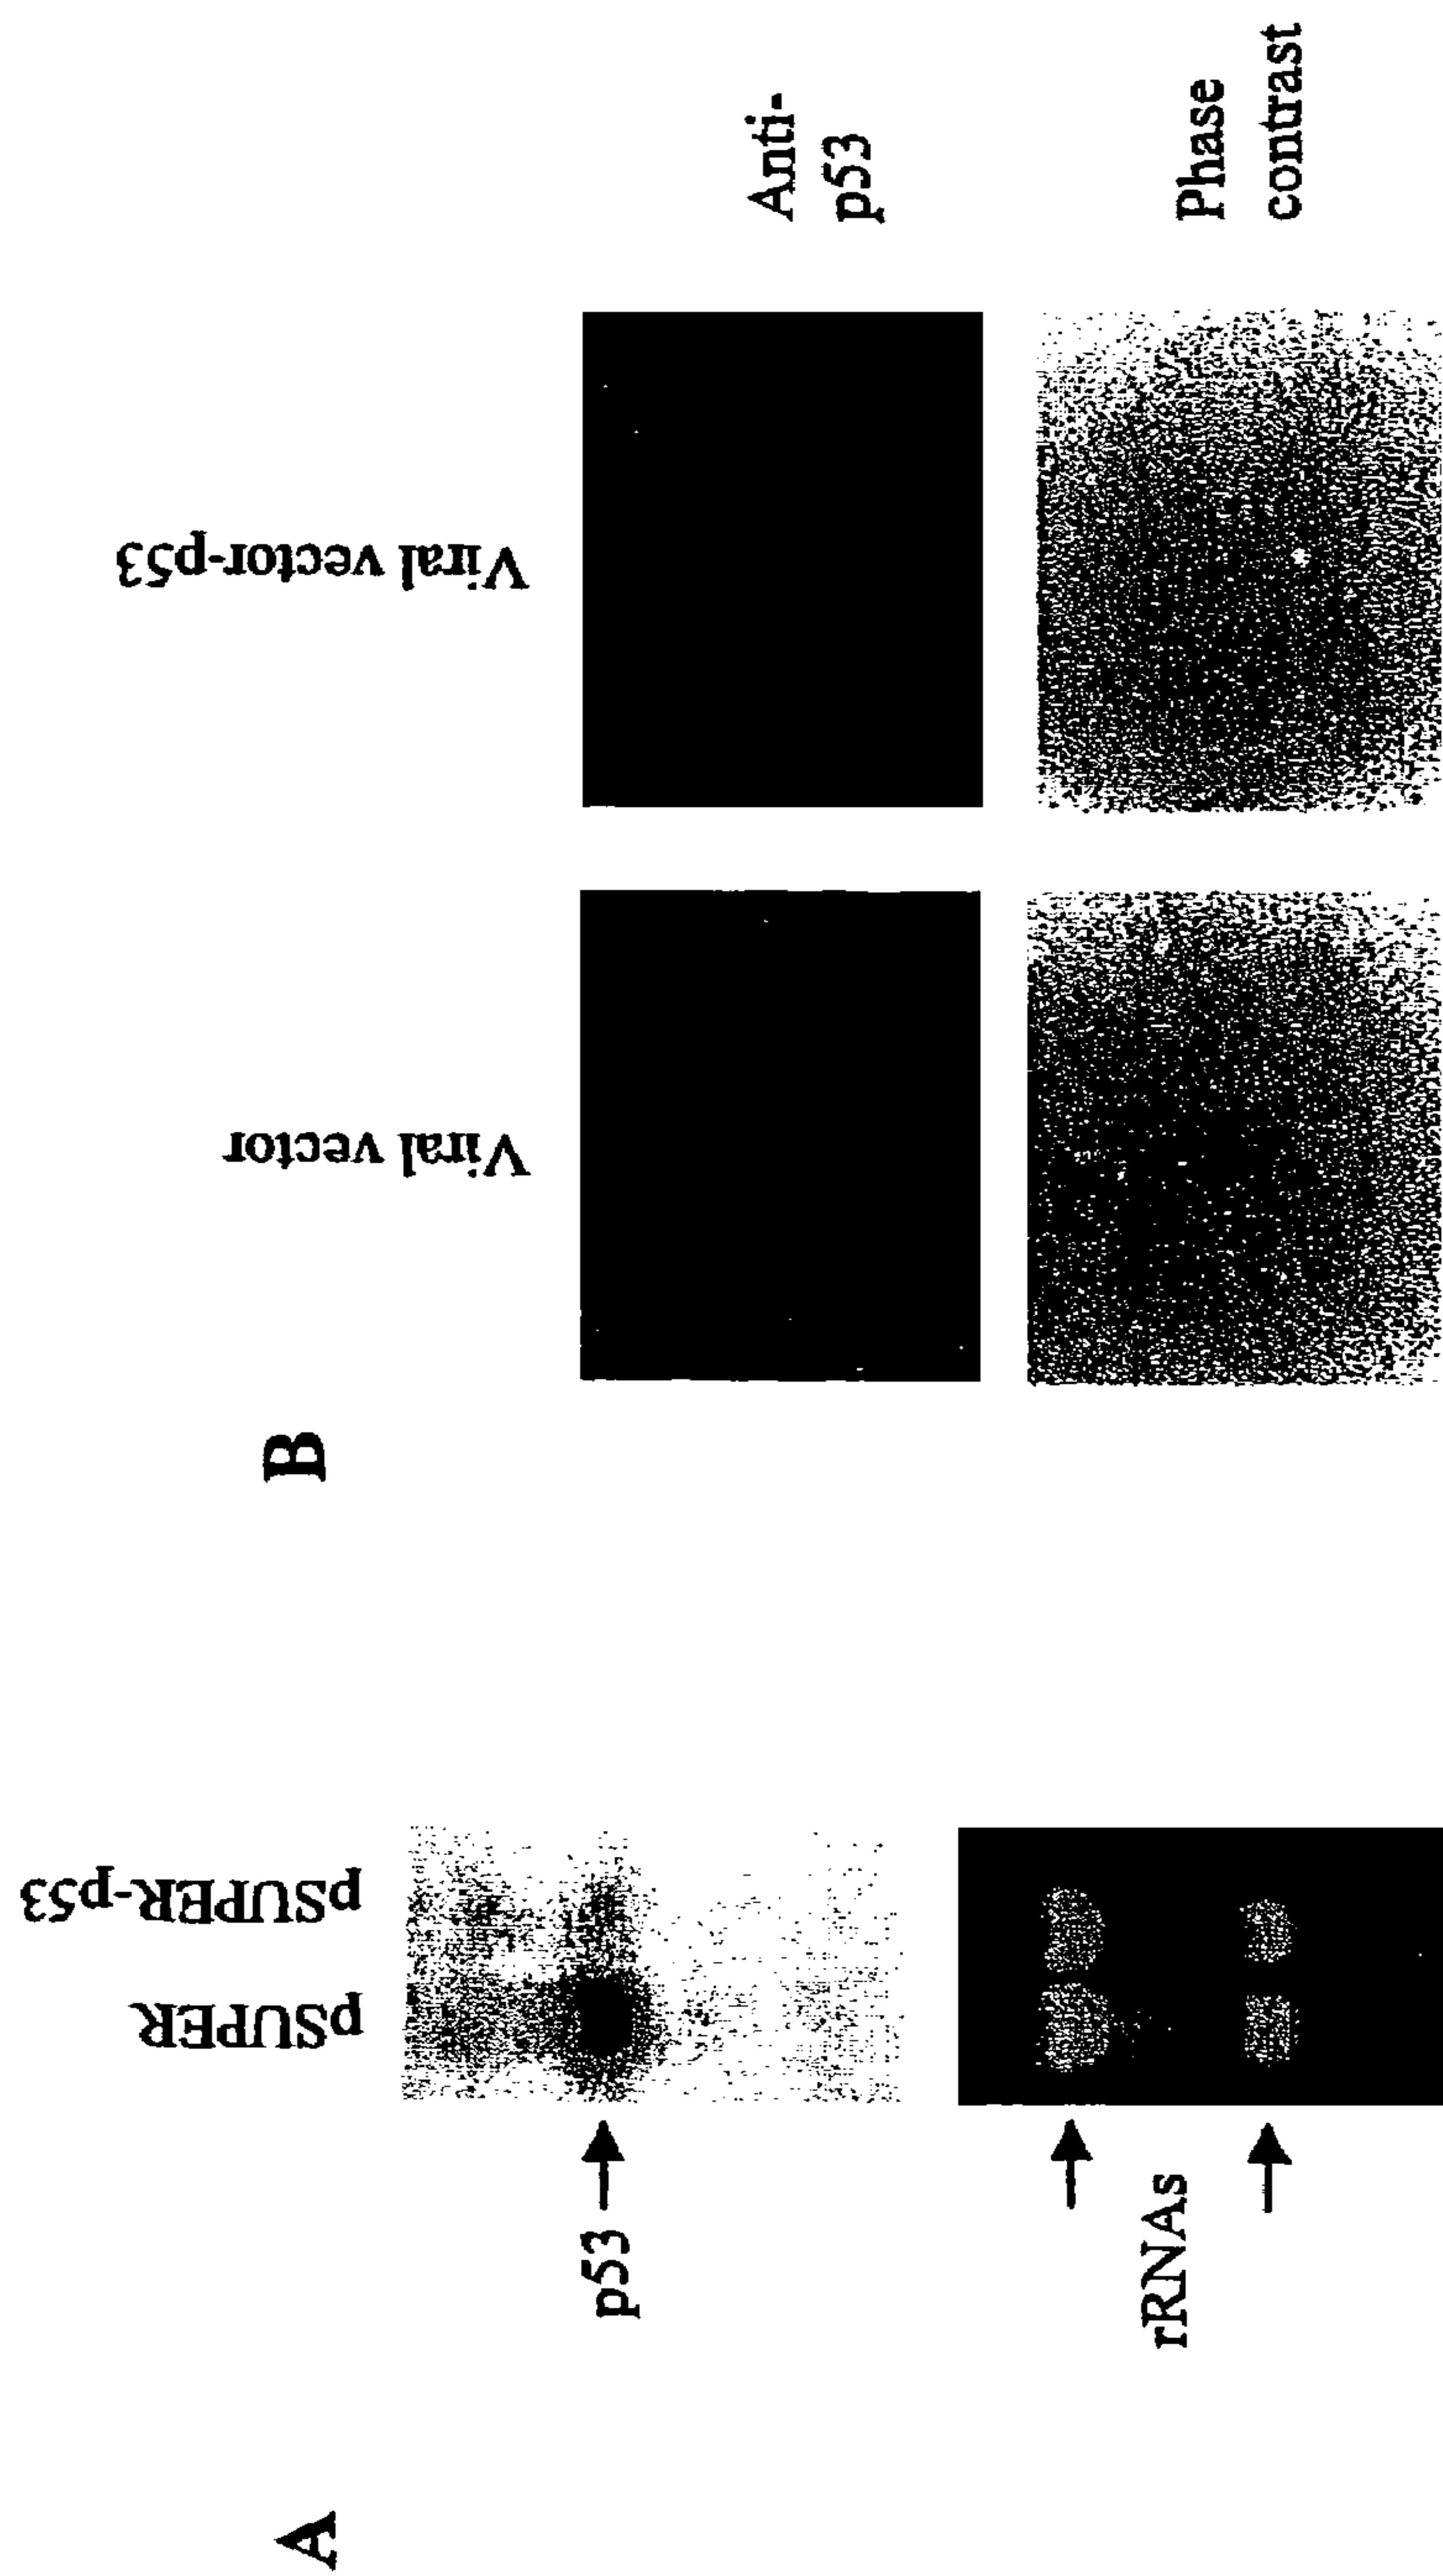 A
pSUPER
pSUPER-p53
p53
rRNAs
B
Viral vector
Viral vector-p53
Anti-
p53
Phase
contrast